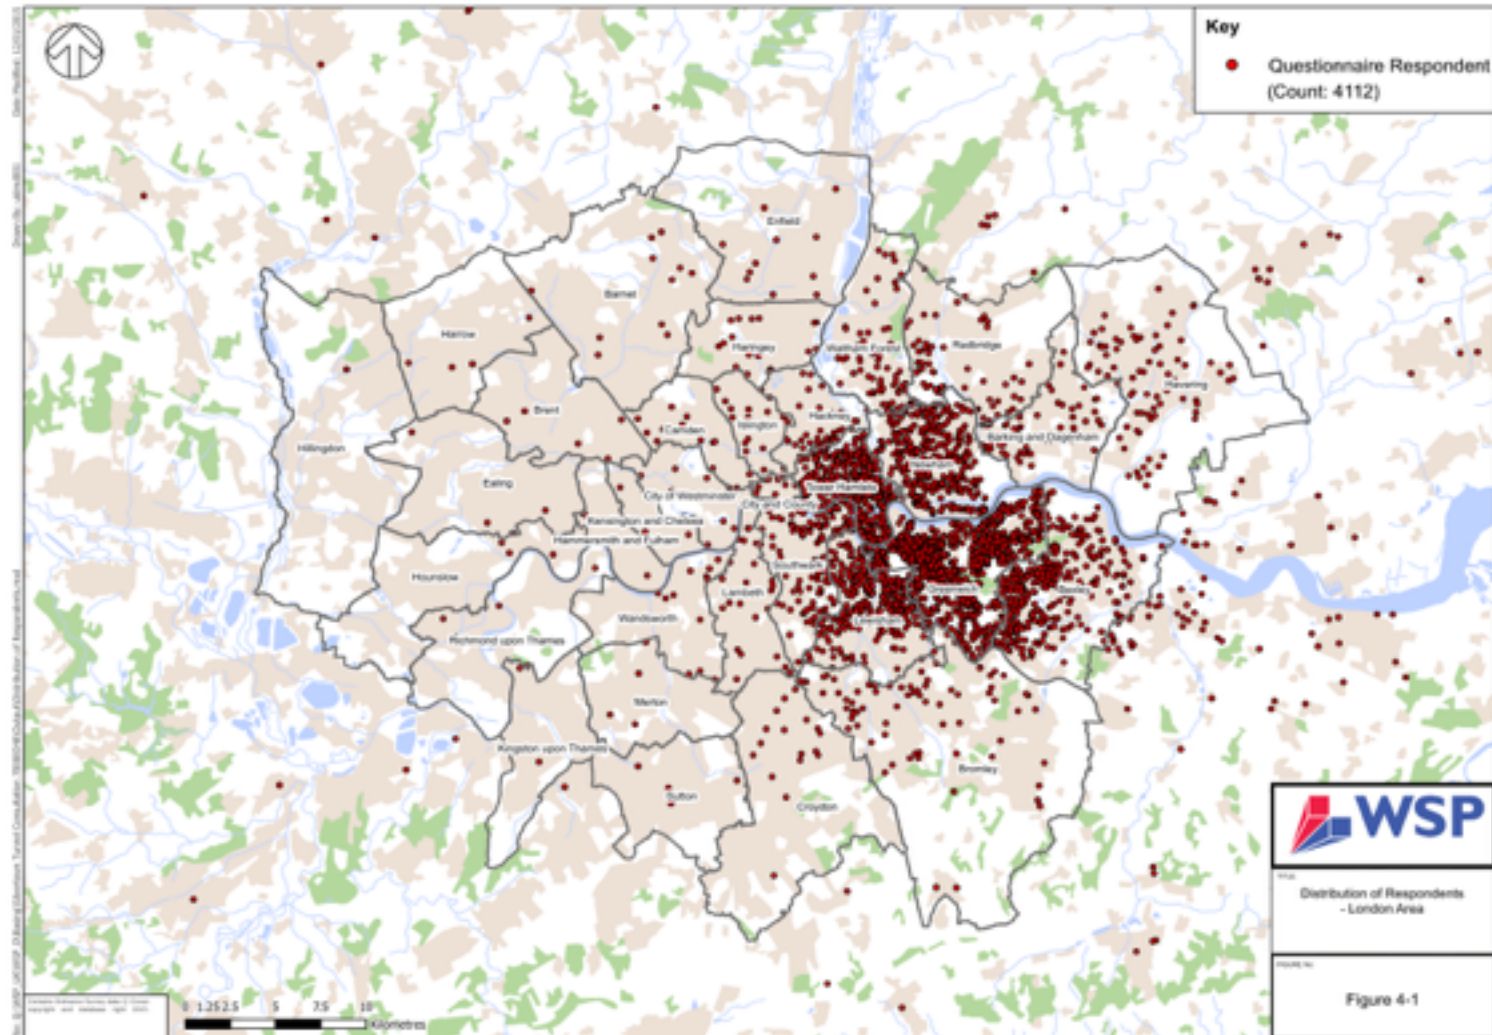 Key
Questionnaire Respondent
(Count: 4112)
Enfield
Barnet
Harrow
Haringey
Waltham Forest
Redbridge
Havering
Brent
Hackney
Camden
Islington
Barking and Dagenham
Hillingdon
Newham
Ealing
Tower Hamlets
City of Westminster
City and County
Kensington and Chelsea
Hammersmith and Fulham
Hounslow
Southwark
Lambeth
Greenwich
Bexley
Wandsworth
Lewisham
Richmond upon Thames
Merton
Kingston upon Thames
Bromley
Sutton
Croydon
WSP
Distribution of Respondents
- London Area
Figure 4-1
0 1.25 2.5 5 7.5 10
Kilometres